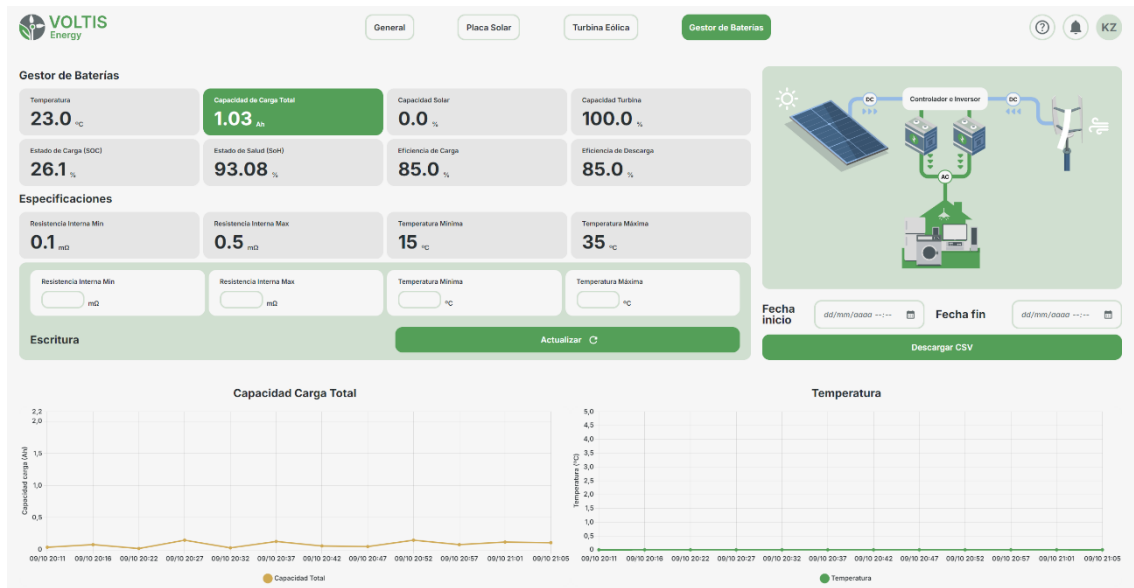 VOLTIS
Energy
General
Placa Solar
Turbina Eólica
Gestor de Baterías
KZ
Gestor de Baterías
Temperatura
23.0 ºC
Capacidad de Carga Total
1.03 Ah
Capacidad Solar
0.0 %
Capacidad Turbina
100.0 %
Estado de Carga (SOC)
26.1 %
Estado de Salud (SoH)
93.08 %
Eficiencia de Carga
85.0 %
Eficiencia de Descarga
85.0 %
Especificaciones
Resistencia Interna Min
0.1 mΩ
Resistencia Interna Max
0.5 mΩ
Temperatura Mínima
15 ºC
Temperatura Máxima
35 ºC
Resistencia Interna Min
mΩ
Resistencia Interna Max
mΩ
Temperatura Mínima
ºC
Temperatura Máxima
ºC
Escritura
Actualizar
DC
Controlador e Inversor
DC
AC
Fecha
inicio
dd/mm/aaaa --:--
Fecha fin
dd/mm/aaaa --:--
Descargar CSV
Capacidad Carga Total
Capacidad carga (Ah)
2,2
2,0
1,5
1,0
0,5
0
09/10 20:11 09/10 20:16 09/10 20:22 09/10 20:27 09/10 20:32 09/10 20:37 09/10 20:42 09/10 20:47 09/10 20:52 09/10 20:57 09/10 21:01 09/10 21:05
Capacidad Total
Temperatura
Temperatura (ºC)
5,0
4,5
4,0
3,5
3,0
2,5
2,0
1,5
1,0
0,5
0
09/10 20:11 09/10 20:16 09/10 20:22 09/10 20:27 09/10 20:32 09/10 20:37 09/10 20:42 09/10 20:47 09/10 20:52 09/10 20:57 09/10 21:01 09/10 21:05
Temperatura